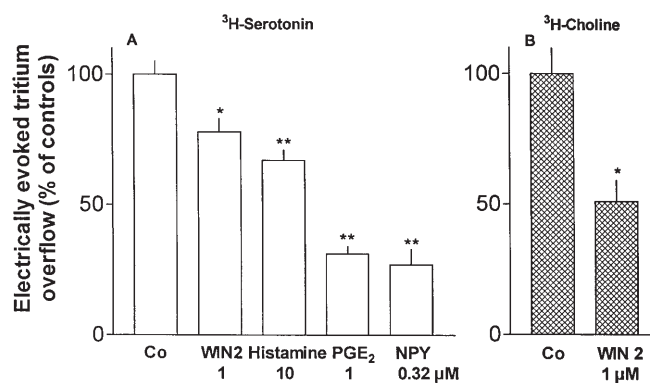 ³H-Serotonin
³H-Choline
A
B
Electrically evoked tritium
overflow (% of controls)
100
50
0
*
**
**
**
Co WIN2 Histamine PGE₂ NPY
1 10 1 0.32 µM
100
50
0
*
Co WIN 2
1 µM